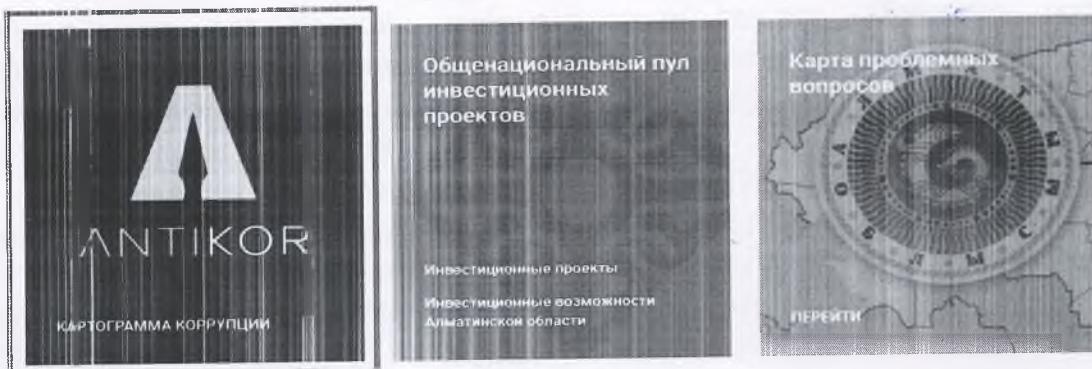 ANTIKOR
КАРТОГРАММА КОРРУПЦИИ
Общенациональный пул
инвестиционных
проектов
Инвестиционные проекты
Инвестиционные возможности
Алматинской области
Карта проблемных
вопросов
ПЕРЕЙТИ